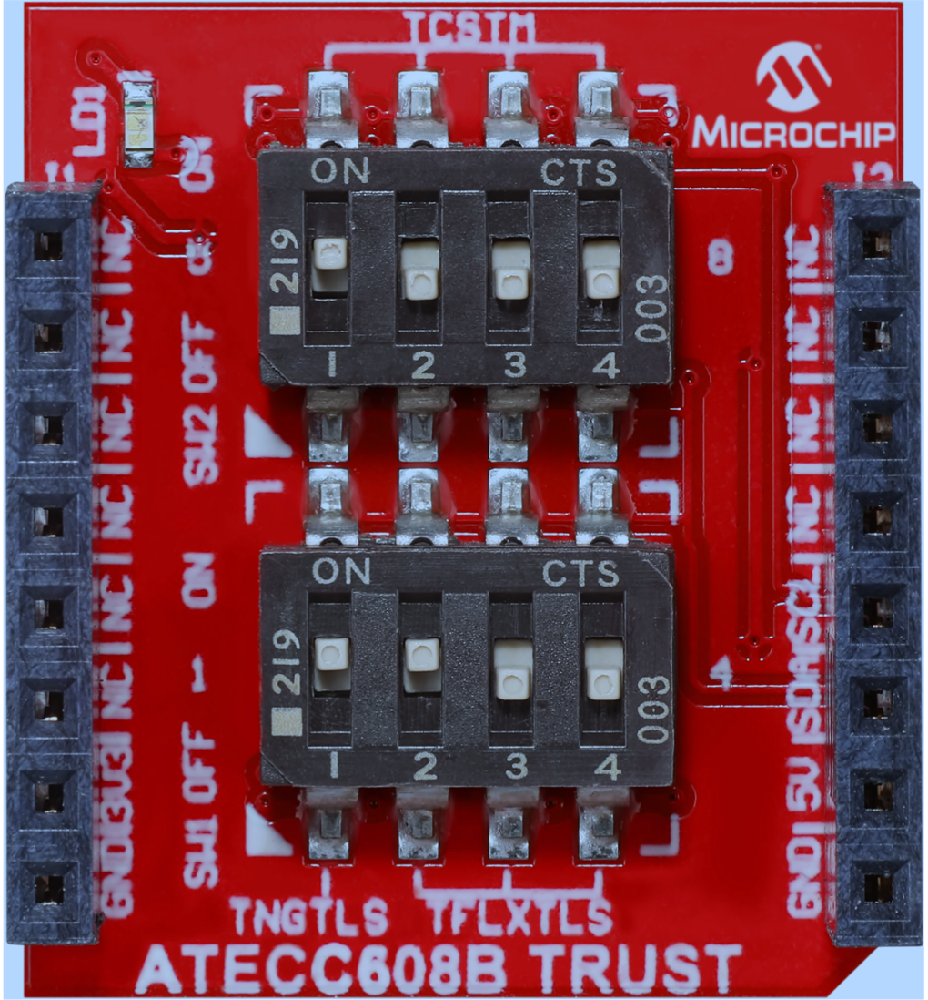 TCSTM
LD1
ON
MICROCHIP
J1
J2
ON CTS
219
003
1 2 3 4
8
SW2 OFF
NC | NC | NC | NC | NC | NC | 3V3 | GND
NC | NC | NC | NC | SCL | SDA | 5V | GND
ON CTS
219
003
1 2 3 4
4
1
SW1 OFF → ON
TNGTLS TFLXTLS
ATECC608B TRUST